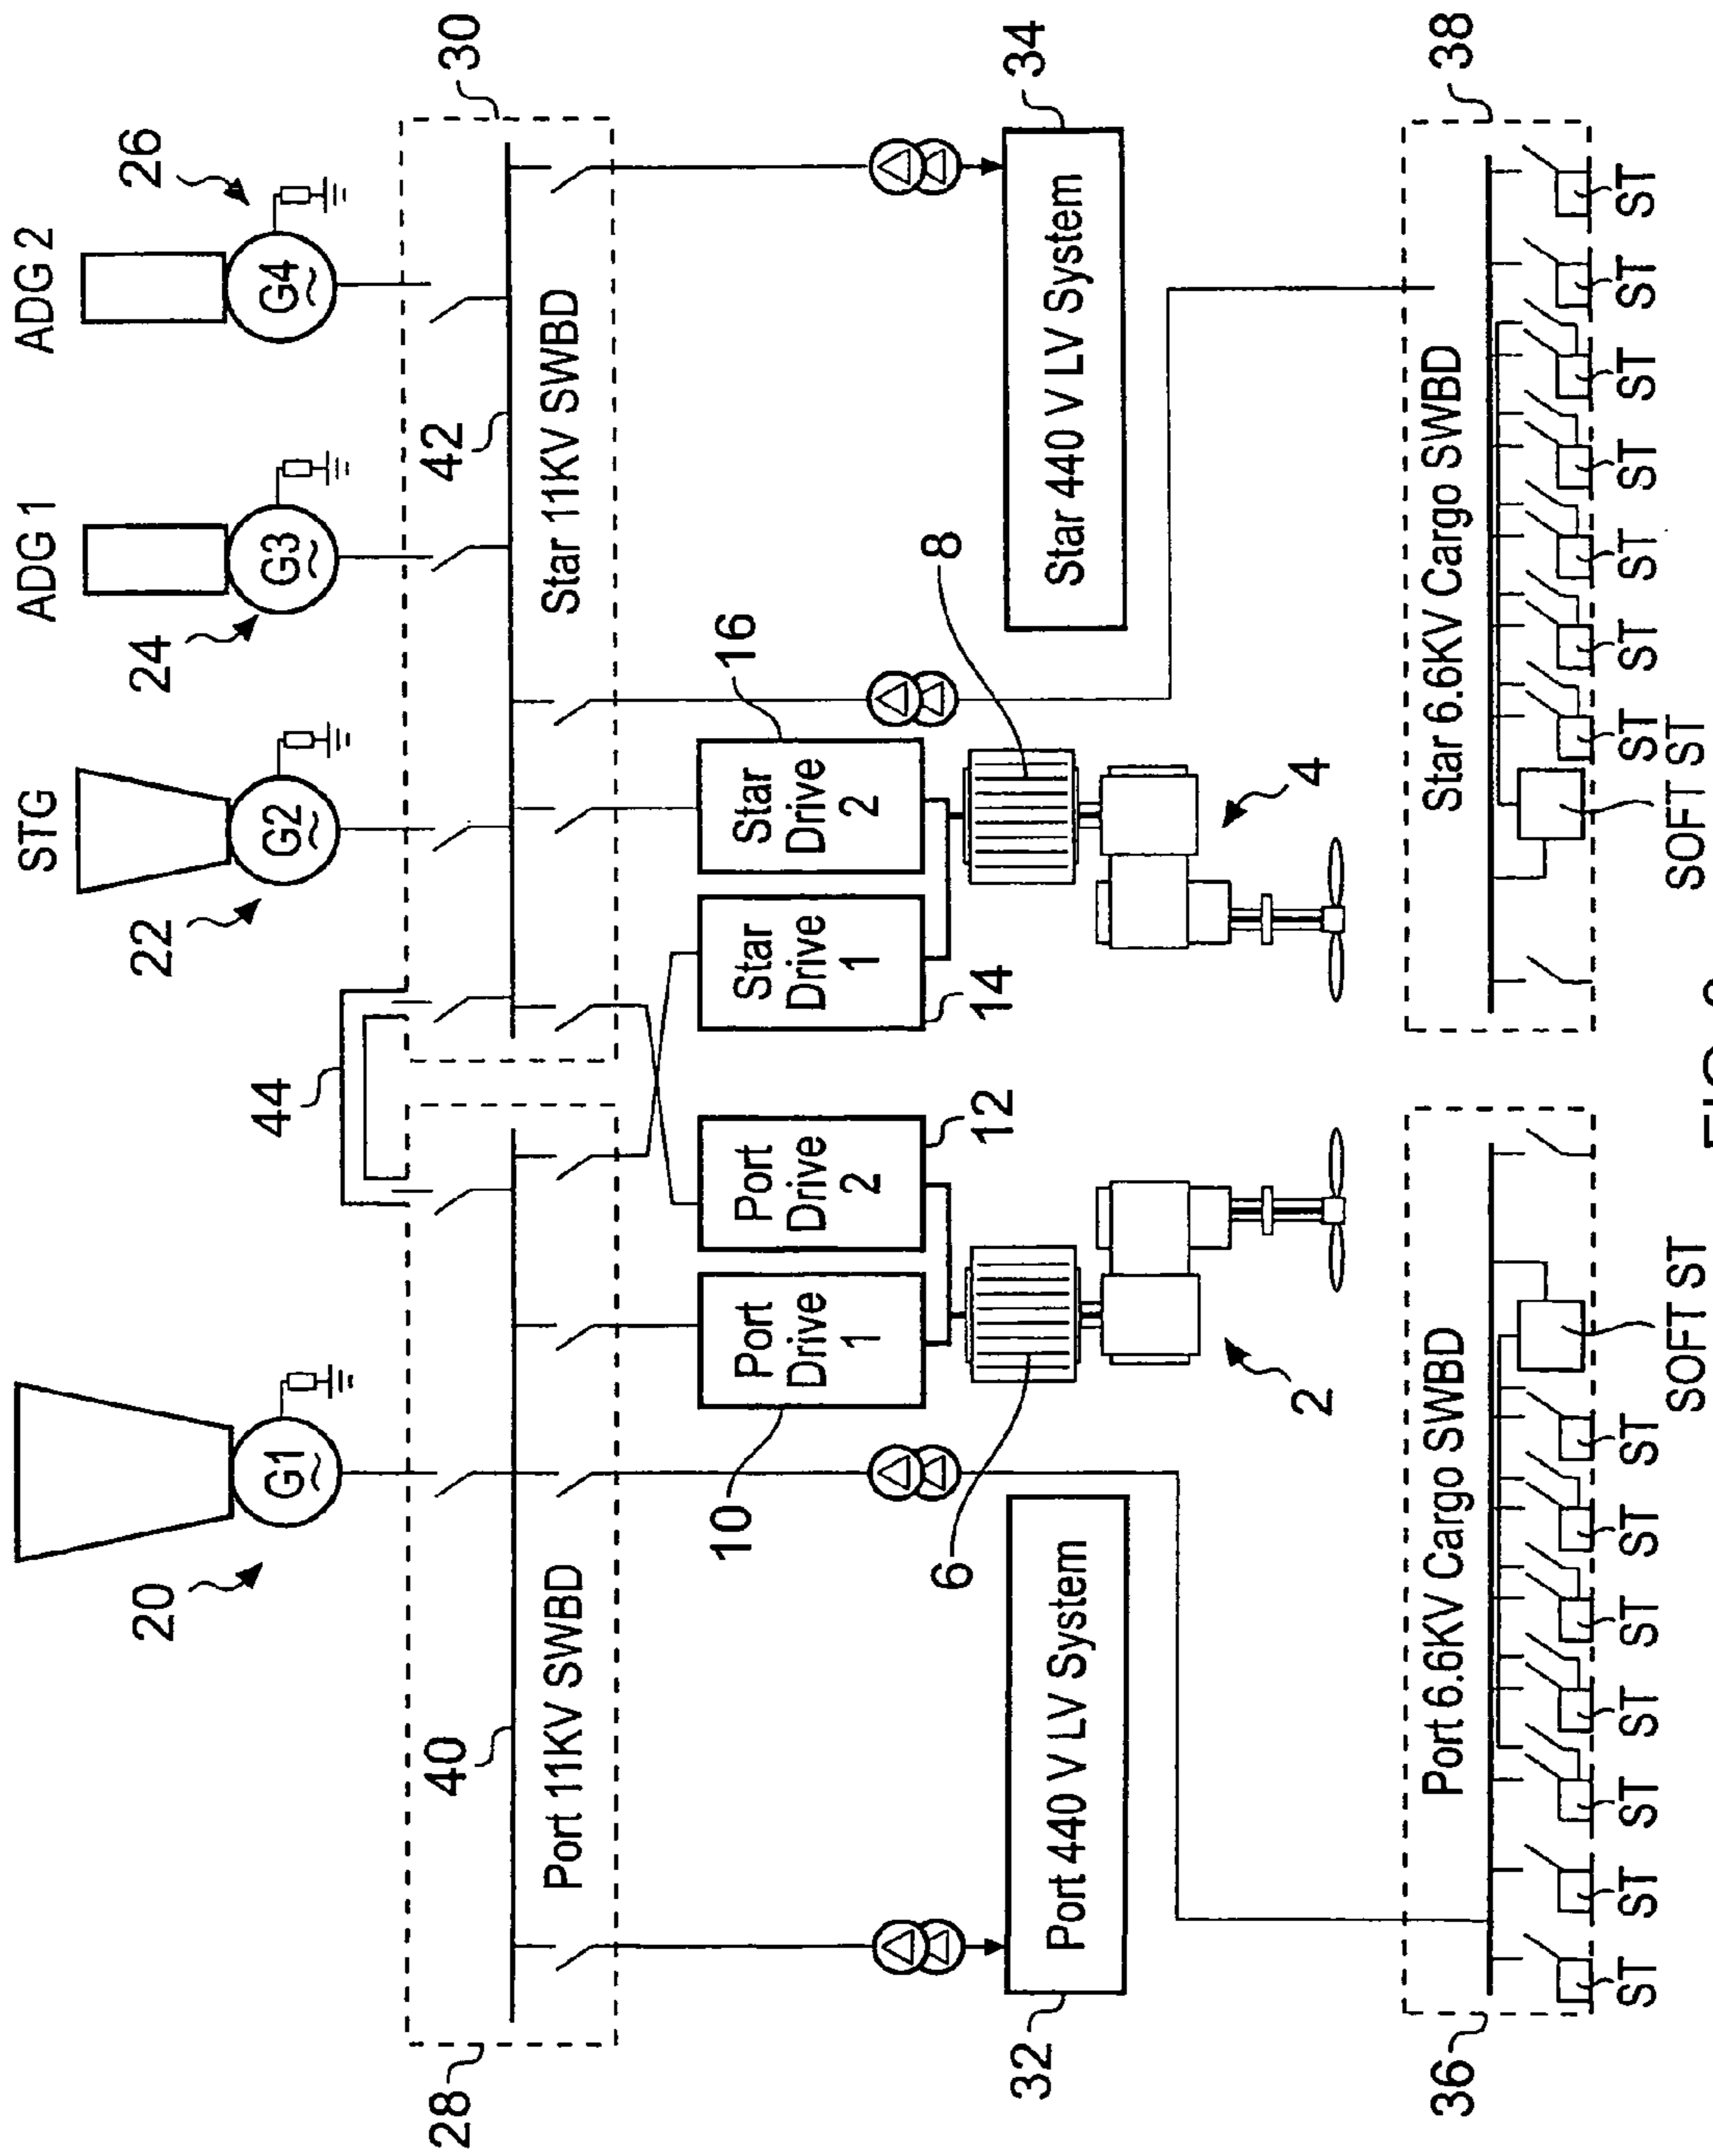 STG
ADG 1
ADG 2
20
22
24
26
G1
G2
G3
G4
44
28
30
40
42
Port 11KV SWBD
Star 11KV SWBD
10
Port
Drive
1
Port
Drive
2
12
Star
Drive
1
14
Star
Drive
2
16
6
8
32
Port 440 V LV System
34
Star 440 V LV System
2
4
36
Port 6.6KV Cargo SWBD
38
Star 6.6KV Cargo SWBD
ST
ST
ST
ST
ST
ST
ST
SOFT ST
SOFT ST
ST
ST
ST
ST
ST
ST
ST